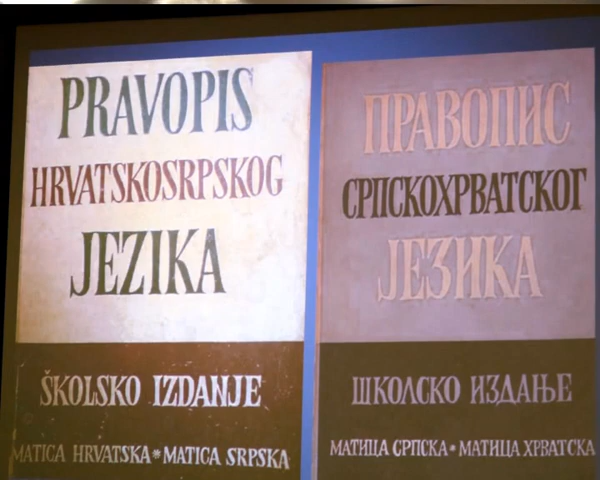 PRAVOPIS
HRVATSKOSRPSKOG
JEZIKA
ŠKOLSKO IZDANJE
MATICA HRVATSKA * MATICA SRPSKA
ПРАВОПИС
СРПСКОХРВАТСКОГ
ЈЕЗИКА
ШКОЛСКО ИЗДАЊЕ
МАТИЦА СРПСКА * МАТИЦА ХРВАТСКА